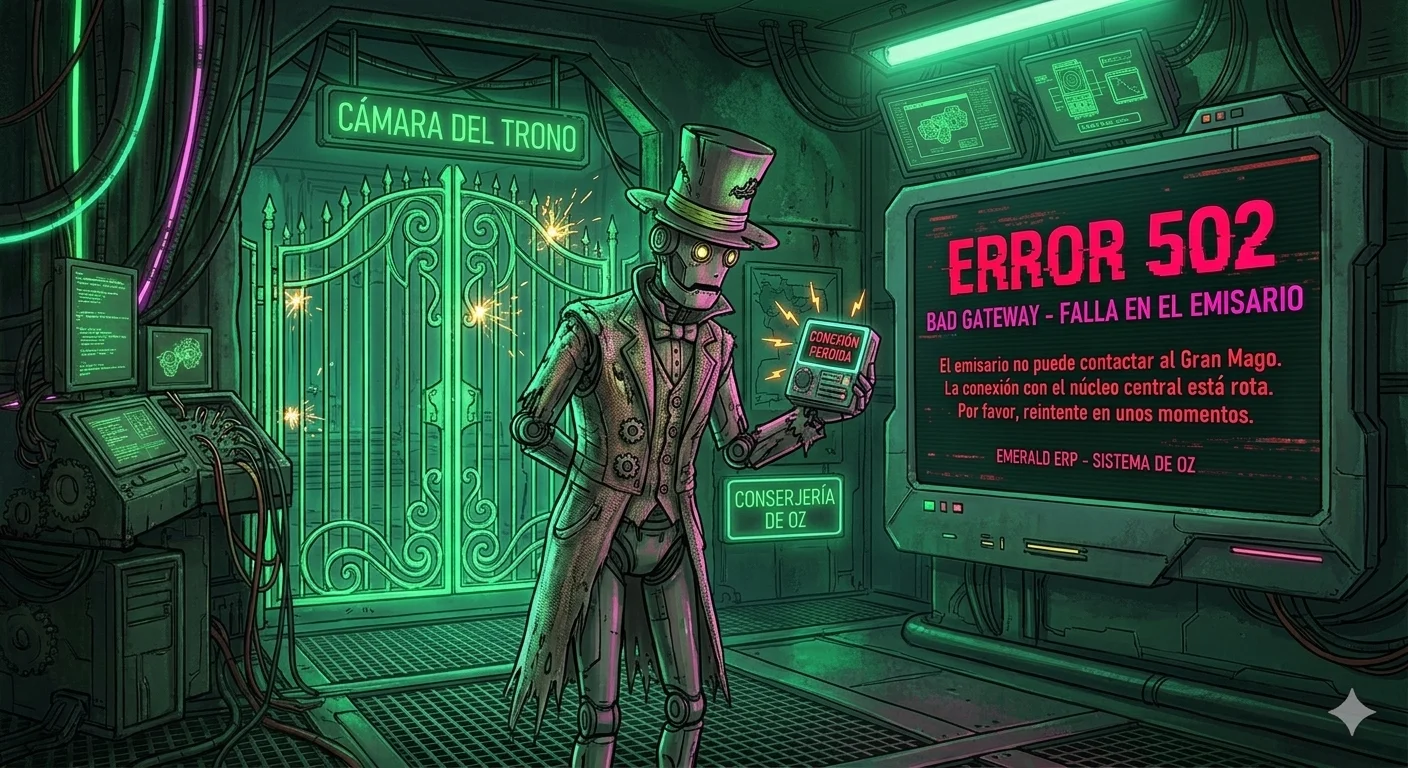 CÁMARA DEL TRONO
CONEXIÓN
PERDIDA
CONSERJERÍA
DE OZ
ERROR 502
BAD GATEWAY - FALLA EN EL EMISARIO
El emisario no puede contactar al Gran Mago.
La conexión con el núcleo central está rota.
Por favor, reintente en unos momentos.
EMERALD ERP - SISTEMA DE OZ